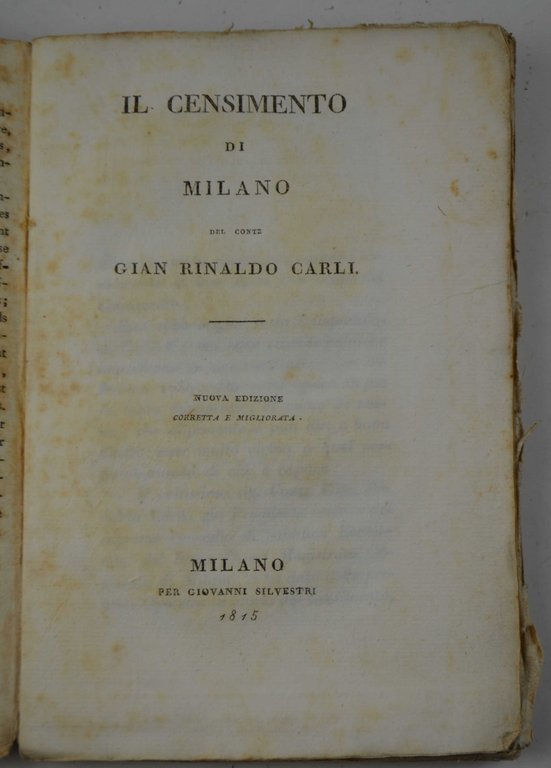 IL CENSIMENTO
DI
MILANO
DEL CONTE
GIAN RINALDO CARLI.
NUOVA EDIZIONE
CORRETTA E MIGLIORATA.
MILANO
PER GIOVANNI SILVESTRI
1815